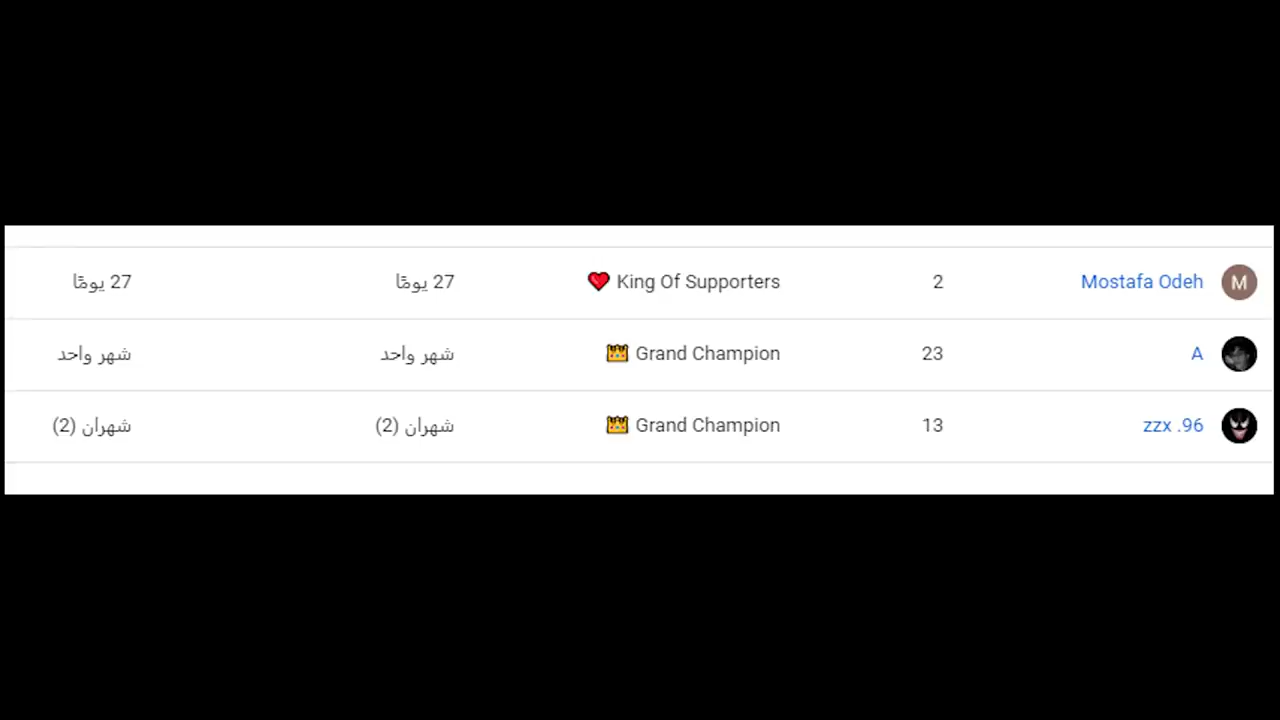 Mostafa Odeh 2 King Of Supporters ❤️ 27 يومًا 27 يومًا
A 23 Grand Champion 👑 شهر واحد شهر واحد
zzx .96 13 Grand Champion 👑 شهران (2) شهران (2)